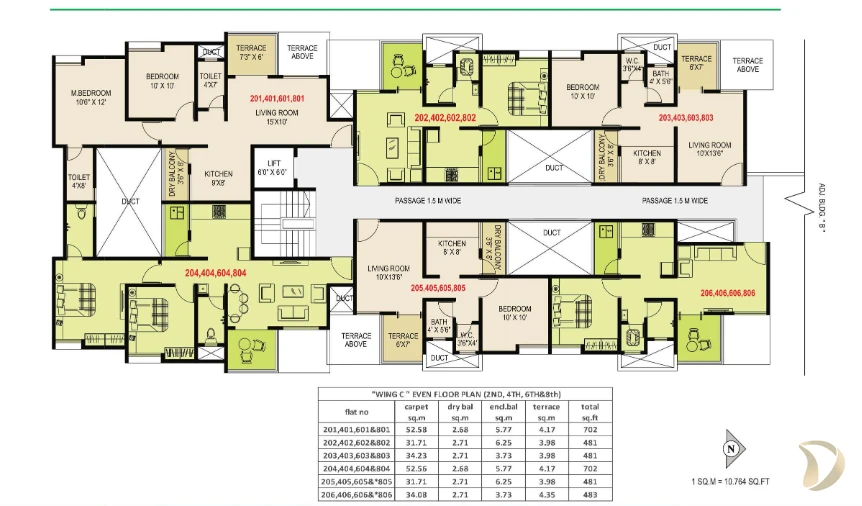 TERRACE
7'3" X 6'
TERRACE
ABOVE
DUCT
BEDROOM
10' X 10'
TOILET
4'X7'
M.BEDROOM
10'6" X 12'
201,401,601,801
LIVING ROOM
15'X10'
202,402,602,802
DUCT
W.C.
3'6"X4'
BATH
4' X 5'6"
TERRACE
6'X7'
TERRACE
ABOVE
BEDROOM
10' X 10'
203,403,603,803
LIVING ROOM
10'X13'6"
KITCHEN
8' X 8'
DRY BALCONY
3'6" X 8'
DUCT
TOILET
4'X8'
DUCT
DRY BALCONY
3'6" X 8'
KITCHEN
9'X8'
LIFT
6'0" X 6'0"
PASSAGE 1.5 M WIDE
PASSAGE 1.5 M WIDE
ADJ. BLDG. " B "
204,404,604,804
LIVING ROOM
10'X13'6"
KITCHEN
8' X 8'
DRY BALCONY
3'6" X 8'
DUCT
205,405,605,805
206,406,606,806
DUCT
BATH
4' X 5'6"
W.C.
3'6"X4'
BEDROOM
10' X 10'
TERRACE
ABOVE
TERRACE
6'X7'
DUCT
TERRACE
ABOVE
"WING C " EVEN FLOOR PLAN (2ND, 4TH, 6TH&8th)
flat no carpet dry bal encl.bal terrace total
sq.m sq.m sq.m sq.m sq.ft
201,401,601&801 52.58 2.68 5.77 4.17 702
202,402,602&802 31.71 2.71 6.25 3.98 481
203,403,603&803 34.23 2.71 3.73 3.98 481
204,404,604&804 52.56 2.68 5.77 4.17 702
205,405,605&*805 31.71 2.71 6.25 3.98 481
206,406,606&*806 34.08 2.71 3.73 4.35 483
N
1 SQ.M = 10.764 SQ.FT